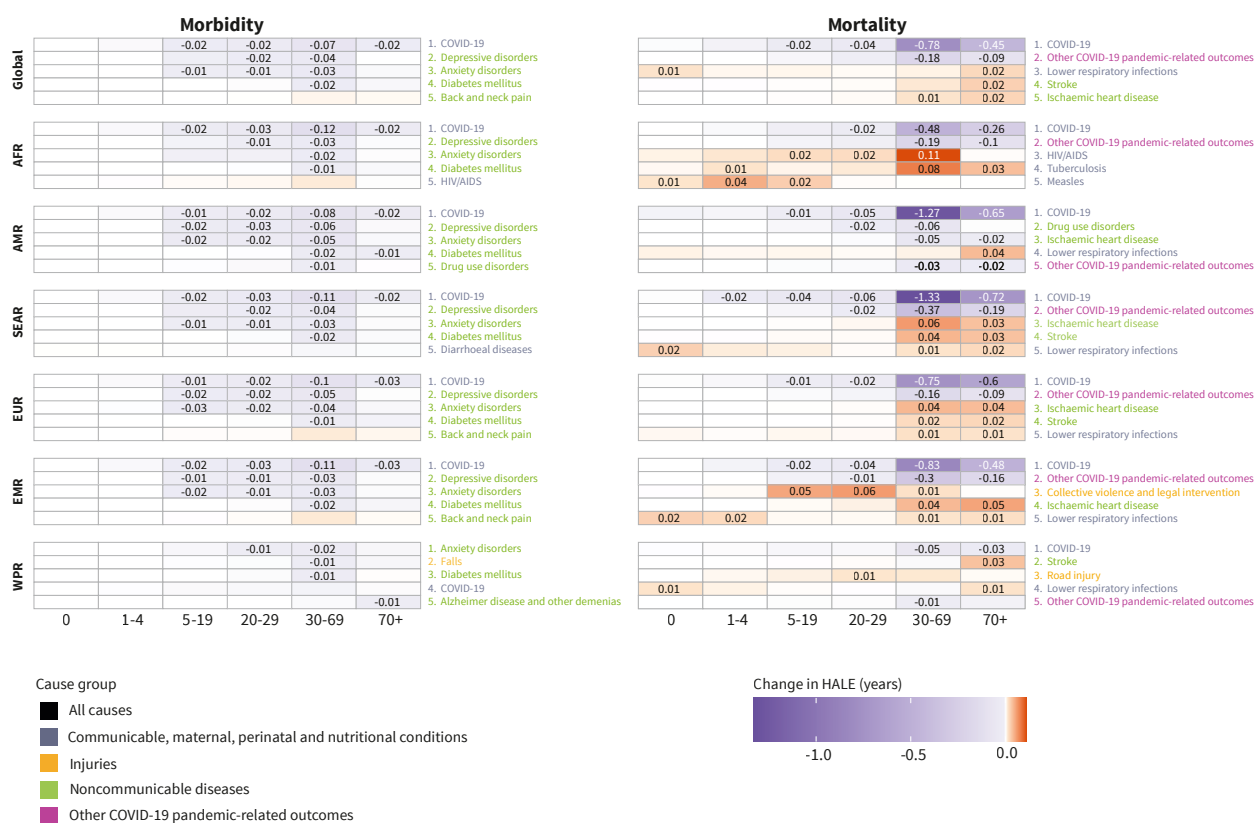 Morbidity
Mortality
Global
-0.02 -0.02 -0.07 -0.02 1. COVID-19
-0.02 -0.04 2. Depressive disorders
-0.01 -0.01 -0.03 3. Anxiety disorders
-0.02 4. Diabetes mellitus
5. Back and neck pain
-0.02 -0.04 -0.78 -0.45 1. COVID-19
-0.18 -0.09 2. Other COVID-19 pandemic-related outcomes
0.01 0.02 3. Lower respiratory infections
0.02 4. Stroke
0.01 0.02 5. Ischaemic heart disease
AFR
-0.02 -0.03 -0.12 -0.02 1. COVID-19
-0.01 -0.03 2. Depressive disorders
-0.02 3. Anxiety disorders
-0.01 4. Diabetes mellitus
5. HIV/AIDS
-0.02 -0.48 -0.26 1. COVID-19
-0.19 -0.1 2. Other COVID-19 pandemic-related outcomes
0.02 0.02 0.11 3. HIV/AIDS
0.01 0.08 0.03 4. Tuberculosis
0.01 0.04 0.02 5. Measles
AMR
-0.01 -0.02 -0.08 -0.02 1. COVID-19
-0.02 -0.03 -0.06 2. Depressive disorders
-0.02 -0.02 -0.05 3. Anxiety disorders
-0.02 -0.01 4. Diabetes mellitus
-0.01 5. Drug use disorders
-0.01 -0.05 -1.27 -0.65 1. COVID-19
-0.02 -0.06 2. Drug use disorders
-0.05 -0.02 3. Ischaemic heart disease
0.04 4. Lower respiratory infections
-0.03 -0.02 5. Other COVID-19 pandemic-related outcomes
SEAR
-0.02 -0.03 -0.11 -0.02 1. COVID-19
-0.02 -0.04 2. Depressive disorders
-0.01 -0.01 -0.03 3. Anxiety disorders
-0.02 4. Diabetes mellitus
5. Diarrhoeal diseases
-0.02 -0.04 -0.06 -1.33 -0.72 1. COVID-19
-0.02 -0.37 -0.19 2. Other COVID-19 pandemic-related outcomes
0.06 0.03 3. Ischaemic heart disease
0.04 0.03 4. Stroke
0.02 0.01 0.02 5. Lower respiratory infections
EUR
-0.01 -0.02 -0.1 -0.03 1. COVID-19
-0.02 -0.02 -0.05 2. Depressive disorders
-0.03 -0.02 -0.04 3. Anxiety disorders
-0.01 4. Diabetes mellitus
5. Back and neck pain
-0.01 -0.02 -0.75 -0.6 1. COVID-19
-0.16 -0.09 2. Other COVID-19 pandemic-related outcomes
0.04 0.04 3. Ischaemic heart disease
0.02 0.02 4. Stroke
0.01 0.01 5. Lower respiratory infections
EMR
-0.02 -0.03 -0.11 -0.03 1. COVID-19
-0.01 -0.01 -0.03 2. Depressive disorders
-0.02 -0.01 -0.03 3. Anxiety disorders
-0.02 4. Diabetes mellitus
5. Back and neck pain
-0.02 -0.04 -0.83 -0.48 1. COVID-19
-0.01 -0.3 -0.16 2. Other COVID-19 pandemic-related outcomes
0.05 0.06 0.01 3. Collective violence and legal intervention
0.04 0.05 4. Ischaemic heart disease
0.02 0.02 0.01 0.01 5. Lower respiratory infections
WPR
-0.01 -0.02 1. Anxiety disorders
-0.01 2. Falls
-0.01 3. Diabetes mellitus
4. COVID-19
-0.01 5. Alzheimer disease and other demenias
-0.05 -0.03 1. COVID-19
0.03 2. Stroke
0.01 3. Road injury
0.01 0.01 4. Lower respiratory infections
-0.01 5. Other COVID-19 pandemic-related outcomes
0 1-4 5-19 20-29 30-69 70+
0 1-4 5-19 20-29 30-69 70+
Cause group
All causes
Communicable, maternal, perinatal and nutritional conditions
Injuries
Noncommunicable diseases
Other COVID-19 pandemic-related outcomes
Change in HALE (years)
-1.0 -0.5 0.0